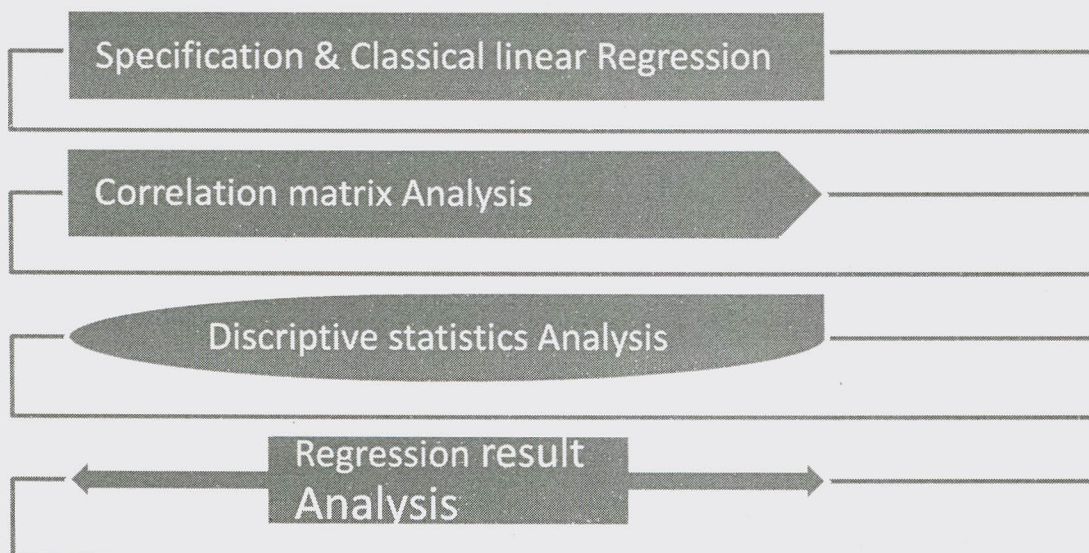 Specification & Classical linear Regression
Correlation matrix Analysis
Discriptive statistics Analysis
Regression result
Analysis